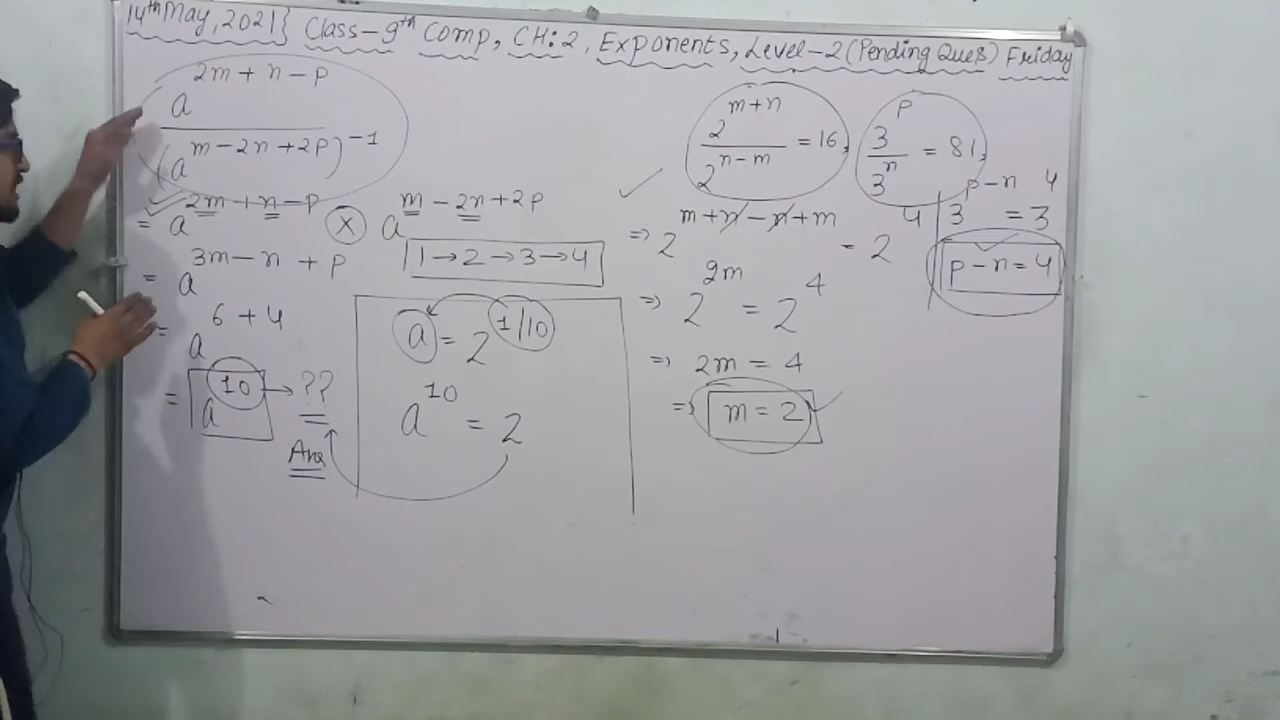 14th May, 2021} Class-9th Comp, CH:2, Exponents, Level-2 (Pending Ques) Friday
a^(2m+n-p)
/ (a^(m-2n+2p))^(-1)
= a^(2m+n-p) × a^(m-2n+2p)
= a^(3m-n+p)
1→2→3→4
= a^(6+4)
= a^(10) → ??
Ans
a = 2^(1/10)
a^(10) = 2
2^(m+n) / 2^(n-m) = 16,
⇒ 2^(m+n-n+m) = 2^4
⇒ 2^(2m) = 2^4
⇒ 2m = 4
⇒ m = 2
3^p / 3^n = 81,
3^(p-n) = 3^4
p-n = 4